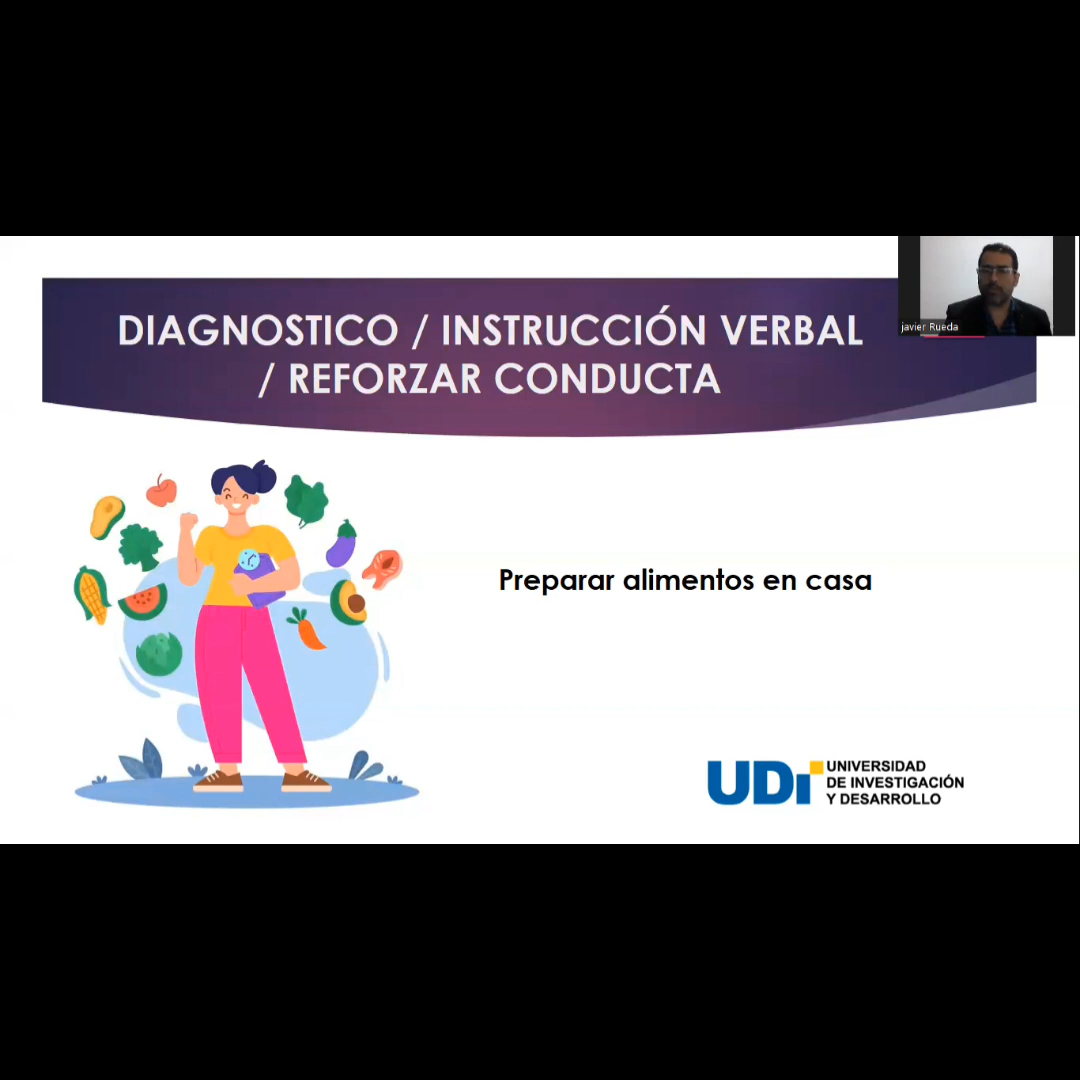 DIAGNOSTICO / INSTRUCCIÓN VERBAL
/ REFORZAR CONDUCTA
javier Rueda
Preparar alimentos en casa
UDi UNIVERSIDAD
DE INVESTIGACIÓN
Y DESARROLLO